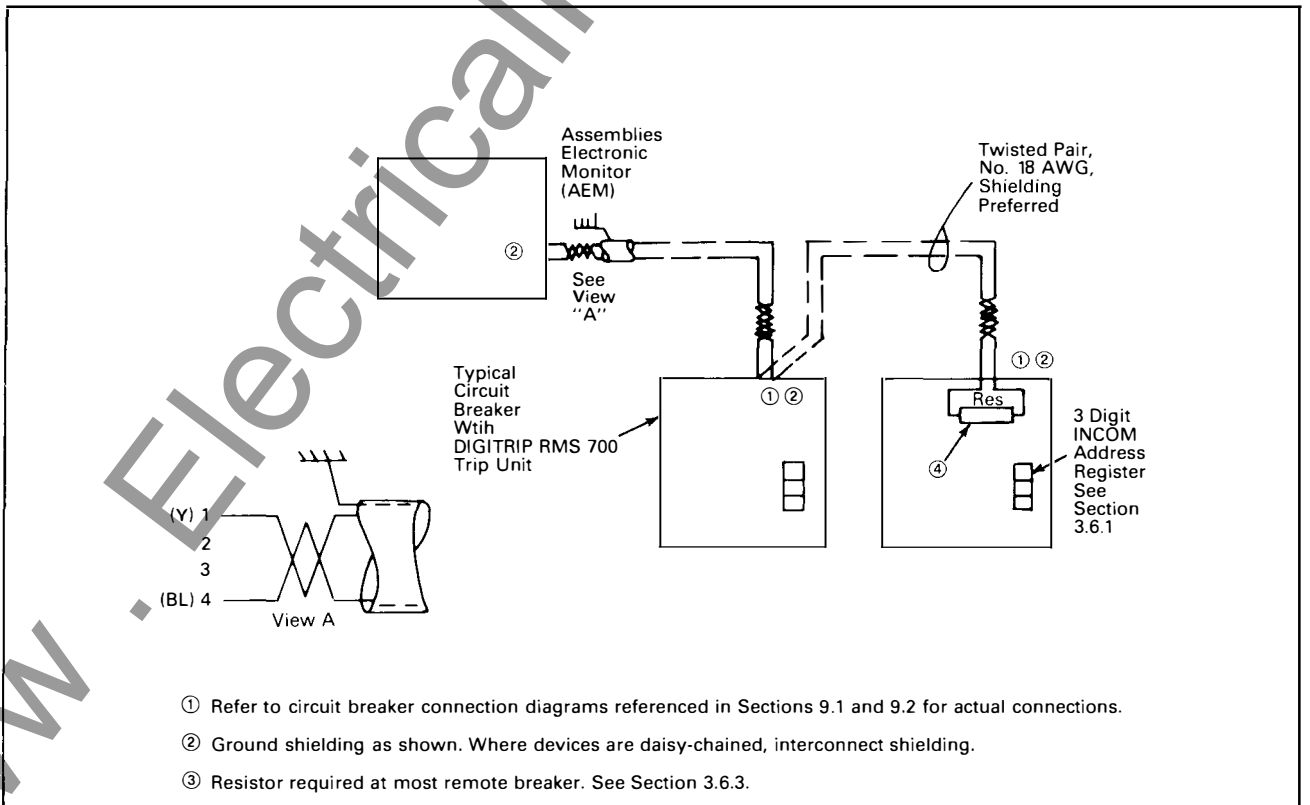 www.Electrical
Assemblies
Electronic
Monitor
(AEM)
Twisted Pair,
No. 18 AWG,
Shielding
Preferred
②
See
View
"A"
① ②
Typical
Circuit
Breaker
Wtih
DIGITRIP RMS 700
Trip Unit
① ②
Res
④
3 Digit
INCOM
Address
Register
See
Section
3.6.1
(Y) 1
2
3
(BL) 4
View A
① Refer to circuit breaker connection diagrams referenced in Sections 9.1 and 9.2 for actual connections.
② Ground shielding as shown. Where devices are daisy-chained, interconnect shielding.
③ Resistor required at most remote breaker. See Section 3.6.3.